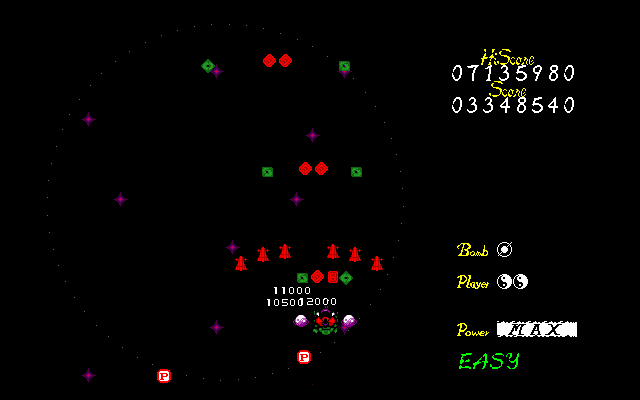 HiScore
07135980
Score
03348540
Bomb
Player
Power MAX
EASY
11000
10500 12000
P
P